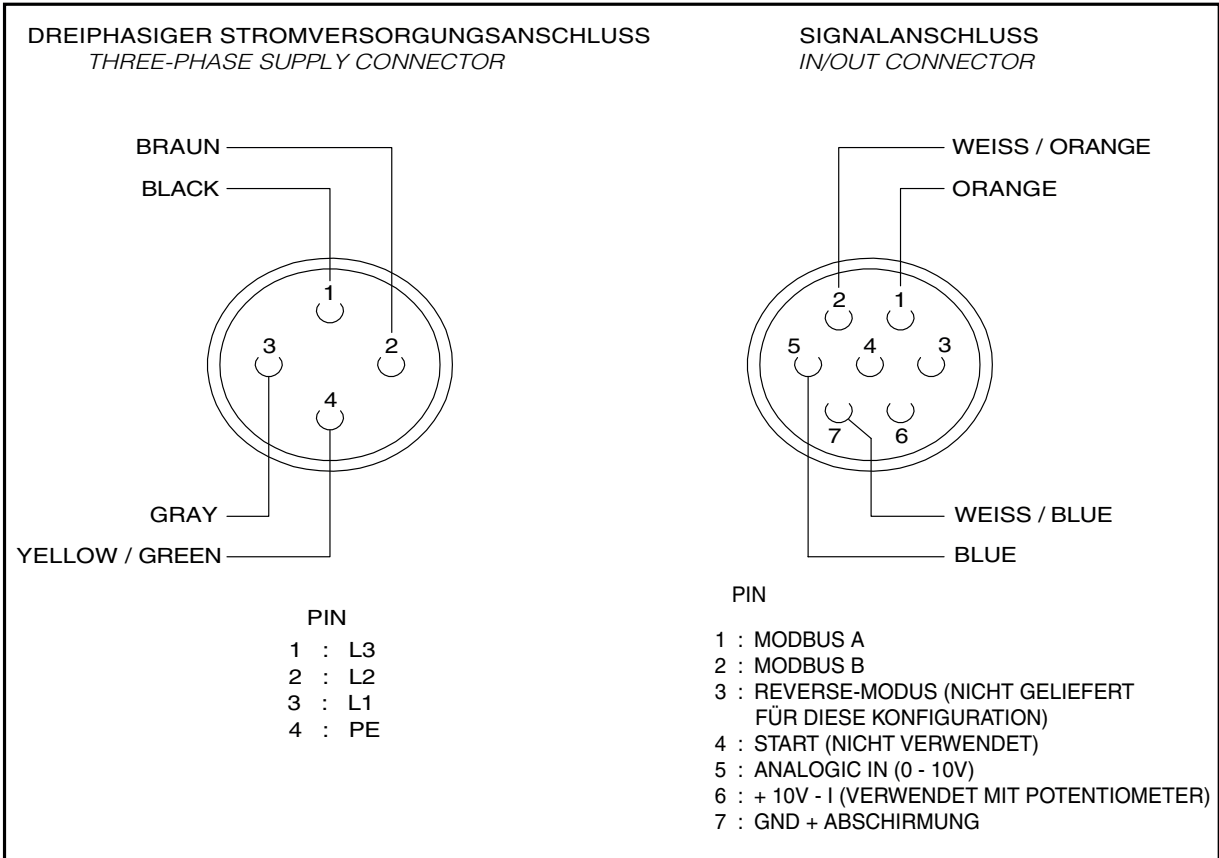 DREIPHASIGER STROMVERSORGUNGSANSCHLUSS
THREE-PHASE SUPPLY CONNECTOR
BRAUN
BLACK
1
3
2
4
GRAY
YELLOW / GREEN
PIN
1 : L3
2 : L2
3 : L1
4 : PE
SIGNALANSCHLUSS
IN/OUT CONNECTOR
WEISS / ORANGE
ORANGE
2
1
5
4
3
7
6
WEISS / BLUE
BLUE
PIN
1 : MODBUS A
2 : MODBUS B
3 : REVERSE-MODUS (NICHT GELIEFERT
FÜR DIESE KONFIGURATION)
4 : START (NICHT VERWENDET)
5 : ANALOGIC IN (0 - 10V)
6 : + 10V - I (VERWENDET MIT POTENTIOMETER)
7 : GND + ABSCHIRMUNG